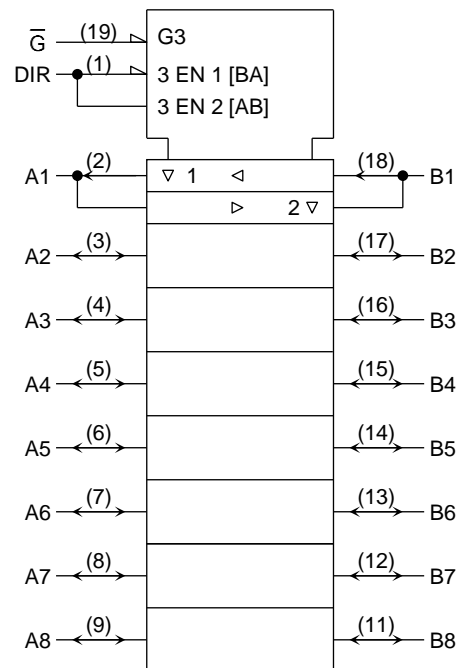 G̅ (19) G3
DIR (1) 3 EN 1 [BA]
3 EN 2 [AB]
A1 (2) ▽ 1 ◁ (18) B1
▷ 2 ▽
A2 (3) (17) B2
A3 (4) (16) B3
A4 (5) (15) B4
A5 (6) (14) B5
A6 (7) (13) B6
A7 (8) (12) B7
A8 (9) (11) B8